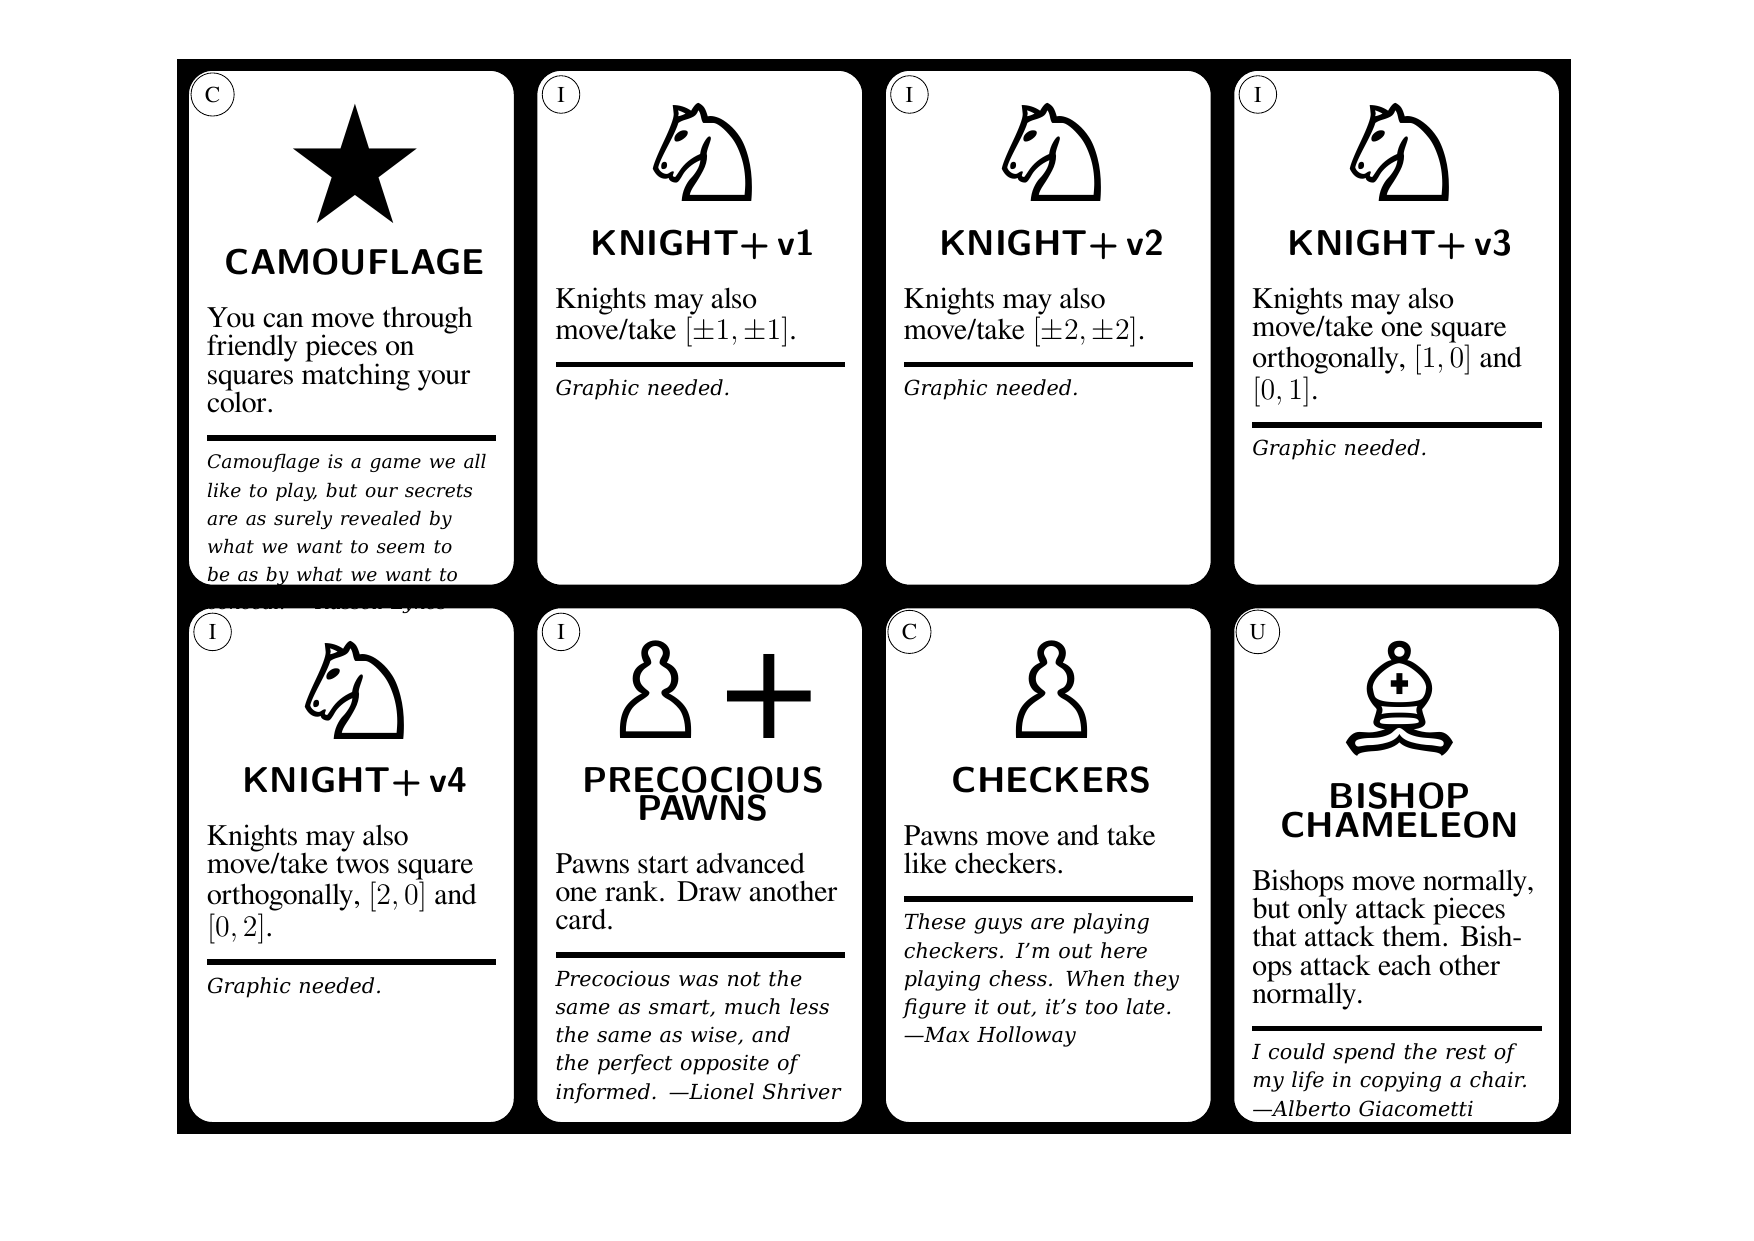 C
CAMOUFLAGE
You can move through
friendly pieces on
squares matching your
color.
Camouflage is a game we all
like to play, but our secrets
are as surely revealed by
what we want to seem to
be as by what we want to
I
KNIGHT+ v1
Knights may also
move/take [±1, ±1].
Graphic needed.
I
KNIGHT+ v2
Knights may also
move/take [±2, ±2].
Graphic needed.
I
KNIGHT+ v3
Knights may also
move/take one square
orthogonally, [1, 0] and
[0, 1].
Graphic needed.
I
KNIGHT+ v4
Knights may also
move/take twos square
orthogonally, [2, 0] and
[0, 2].
Graphic needed.
I
PRECOCIOUS
PAWNS
Pawns start advanced
one rank. Draw another
card.
Precocious was not the
same as smart, much less
the same as wise, and
the perfect opposite of
informed. —Lionel Shriver
C
CHECKERS
Pawns move and take
like checkers.
These guys are playing
checkers. I’m out here
playing chess. When they
figure it out, it’s too late.
—Max Holloway
U
BISHOP
CHAMELEON
Bishops move normally,
but only attack pieces
that attack them. Bish-
ops attack each other
normally.
I could spend the rest of
my life in copying a chair.
—Alberto Giacometti